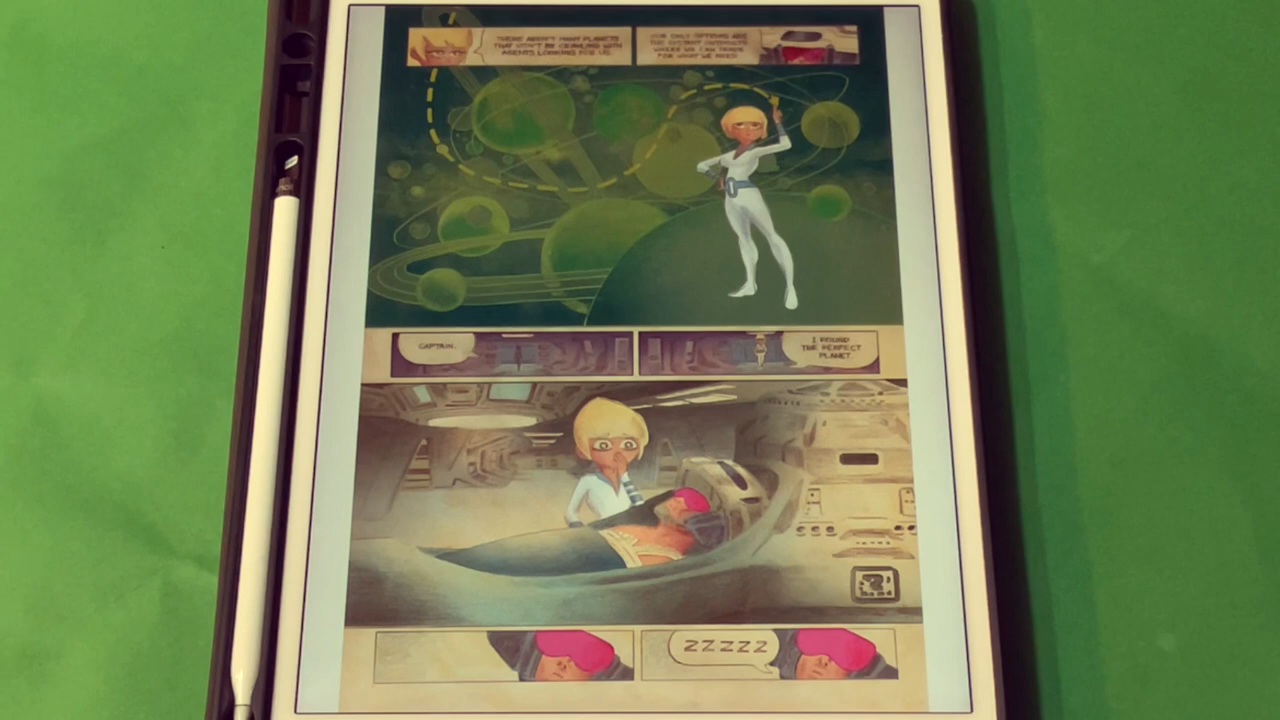 THERE AREN'T MANY PLANETS
THAT WON'T BE CRAWLING WITH
AGENTS LOOKING FOR US.
OUR ONLY OPTIONS ARE
THE DISTANT OUTPOSTS
WHERE WE CAN TRADE
FOR WHAT WE NEED.
CAPTAIN.
I FOUND
THE PERFECT
PLANET.
ZZZZZ